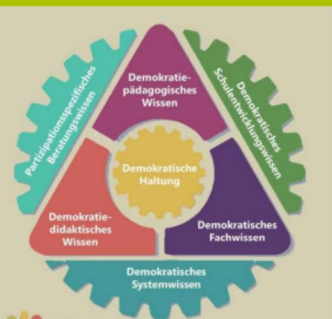 Demokratie-
pädagogisches
Wissen
Partizipationsspezifisches
Beratungswissen
Demokratisches
Schulentwicklungswissen
Demokratische
Haltung
Demokratie-
didaktisches
Wissen
Demokratisches
Fachwissen
Demokratisches
Systemwissen